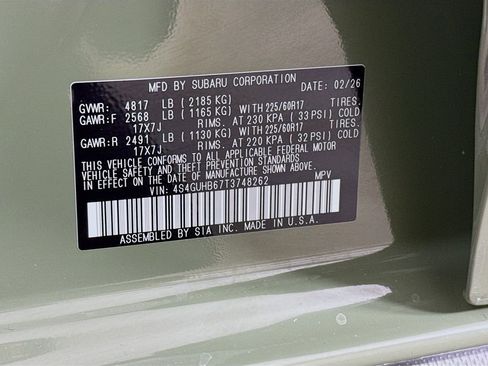 MFD BY SUBARU CORPORATION DATE: 02/26
GVWR: 4817 LB ( 2185 KG)
GAWR:F 2568 LB ( 1165 KG) WITH 225/60R17 TIRES.
17X7J RIMS. AT 230 KPA ( 33 PSI) COLD
GAWR:R 2491 LB ( 1130 KG) WITH 225/60R17 TIRES.
17X7J RIMS. AT 220 KPA ( 32 PSI) COLD
THIS VEHICLE CONFORMS TO ALL APPLICABLE FEDERAL MOTOR
VEHICLE SAFETY AND THEFT PREVENTION STANDARDS
IN EFFECT ON THE DATE OF MANUFACTURE SHOWN ABOVE.
VIN: 4S4GUHB67T3748262 MPV
ASSEMBLED BY SIA INC. MADE IN U.S.A.